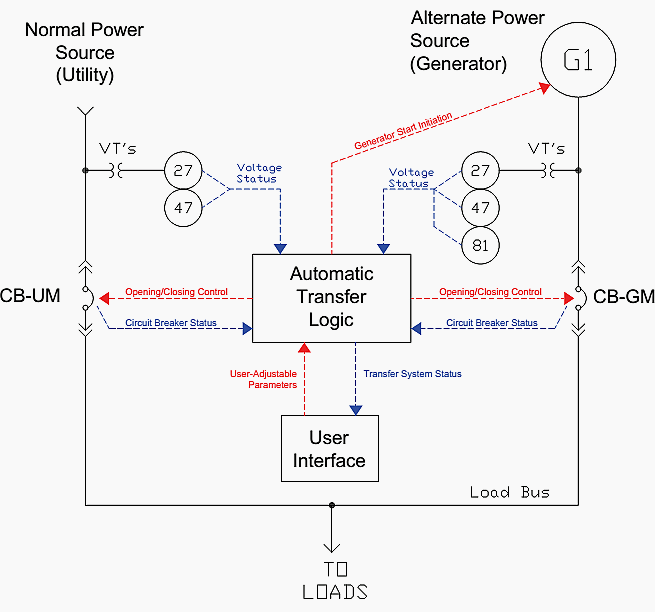 Normal Power
Source
(Utility)
Alternate Power
Source
(Generator)
G1
Generator Start Initiation
VT's
27
47
Voltage
Status
Voltage
Status
27
47
81
VT's
CB-UM
Opening/Closing Control
Circuit Breaker Status
Automatic
Transfer
Logic
Opening/Closing Control
Circuit Breaker Status
CB-GM
User-Adjustable
Parameters
Transfer System Status
User
Interface
Load Bus
TO
LOADS